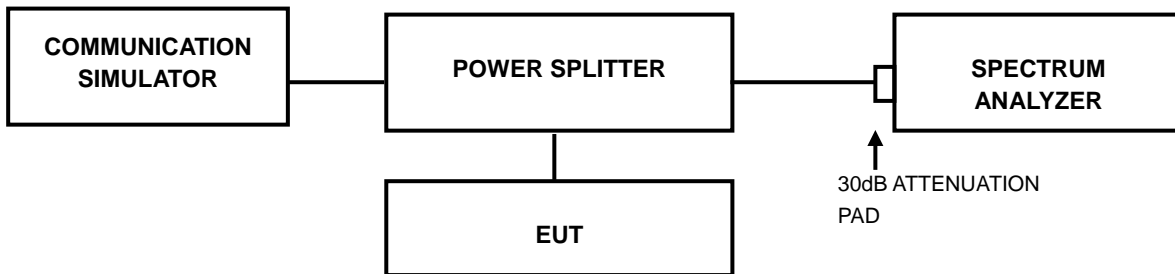 COMMUNICATION
SIMULATOR
POWER SPLITTER
SPECTRUM
ANALYZER
30dB ATTENUATION
PAD
EUT